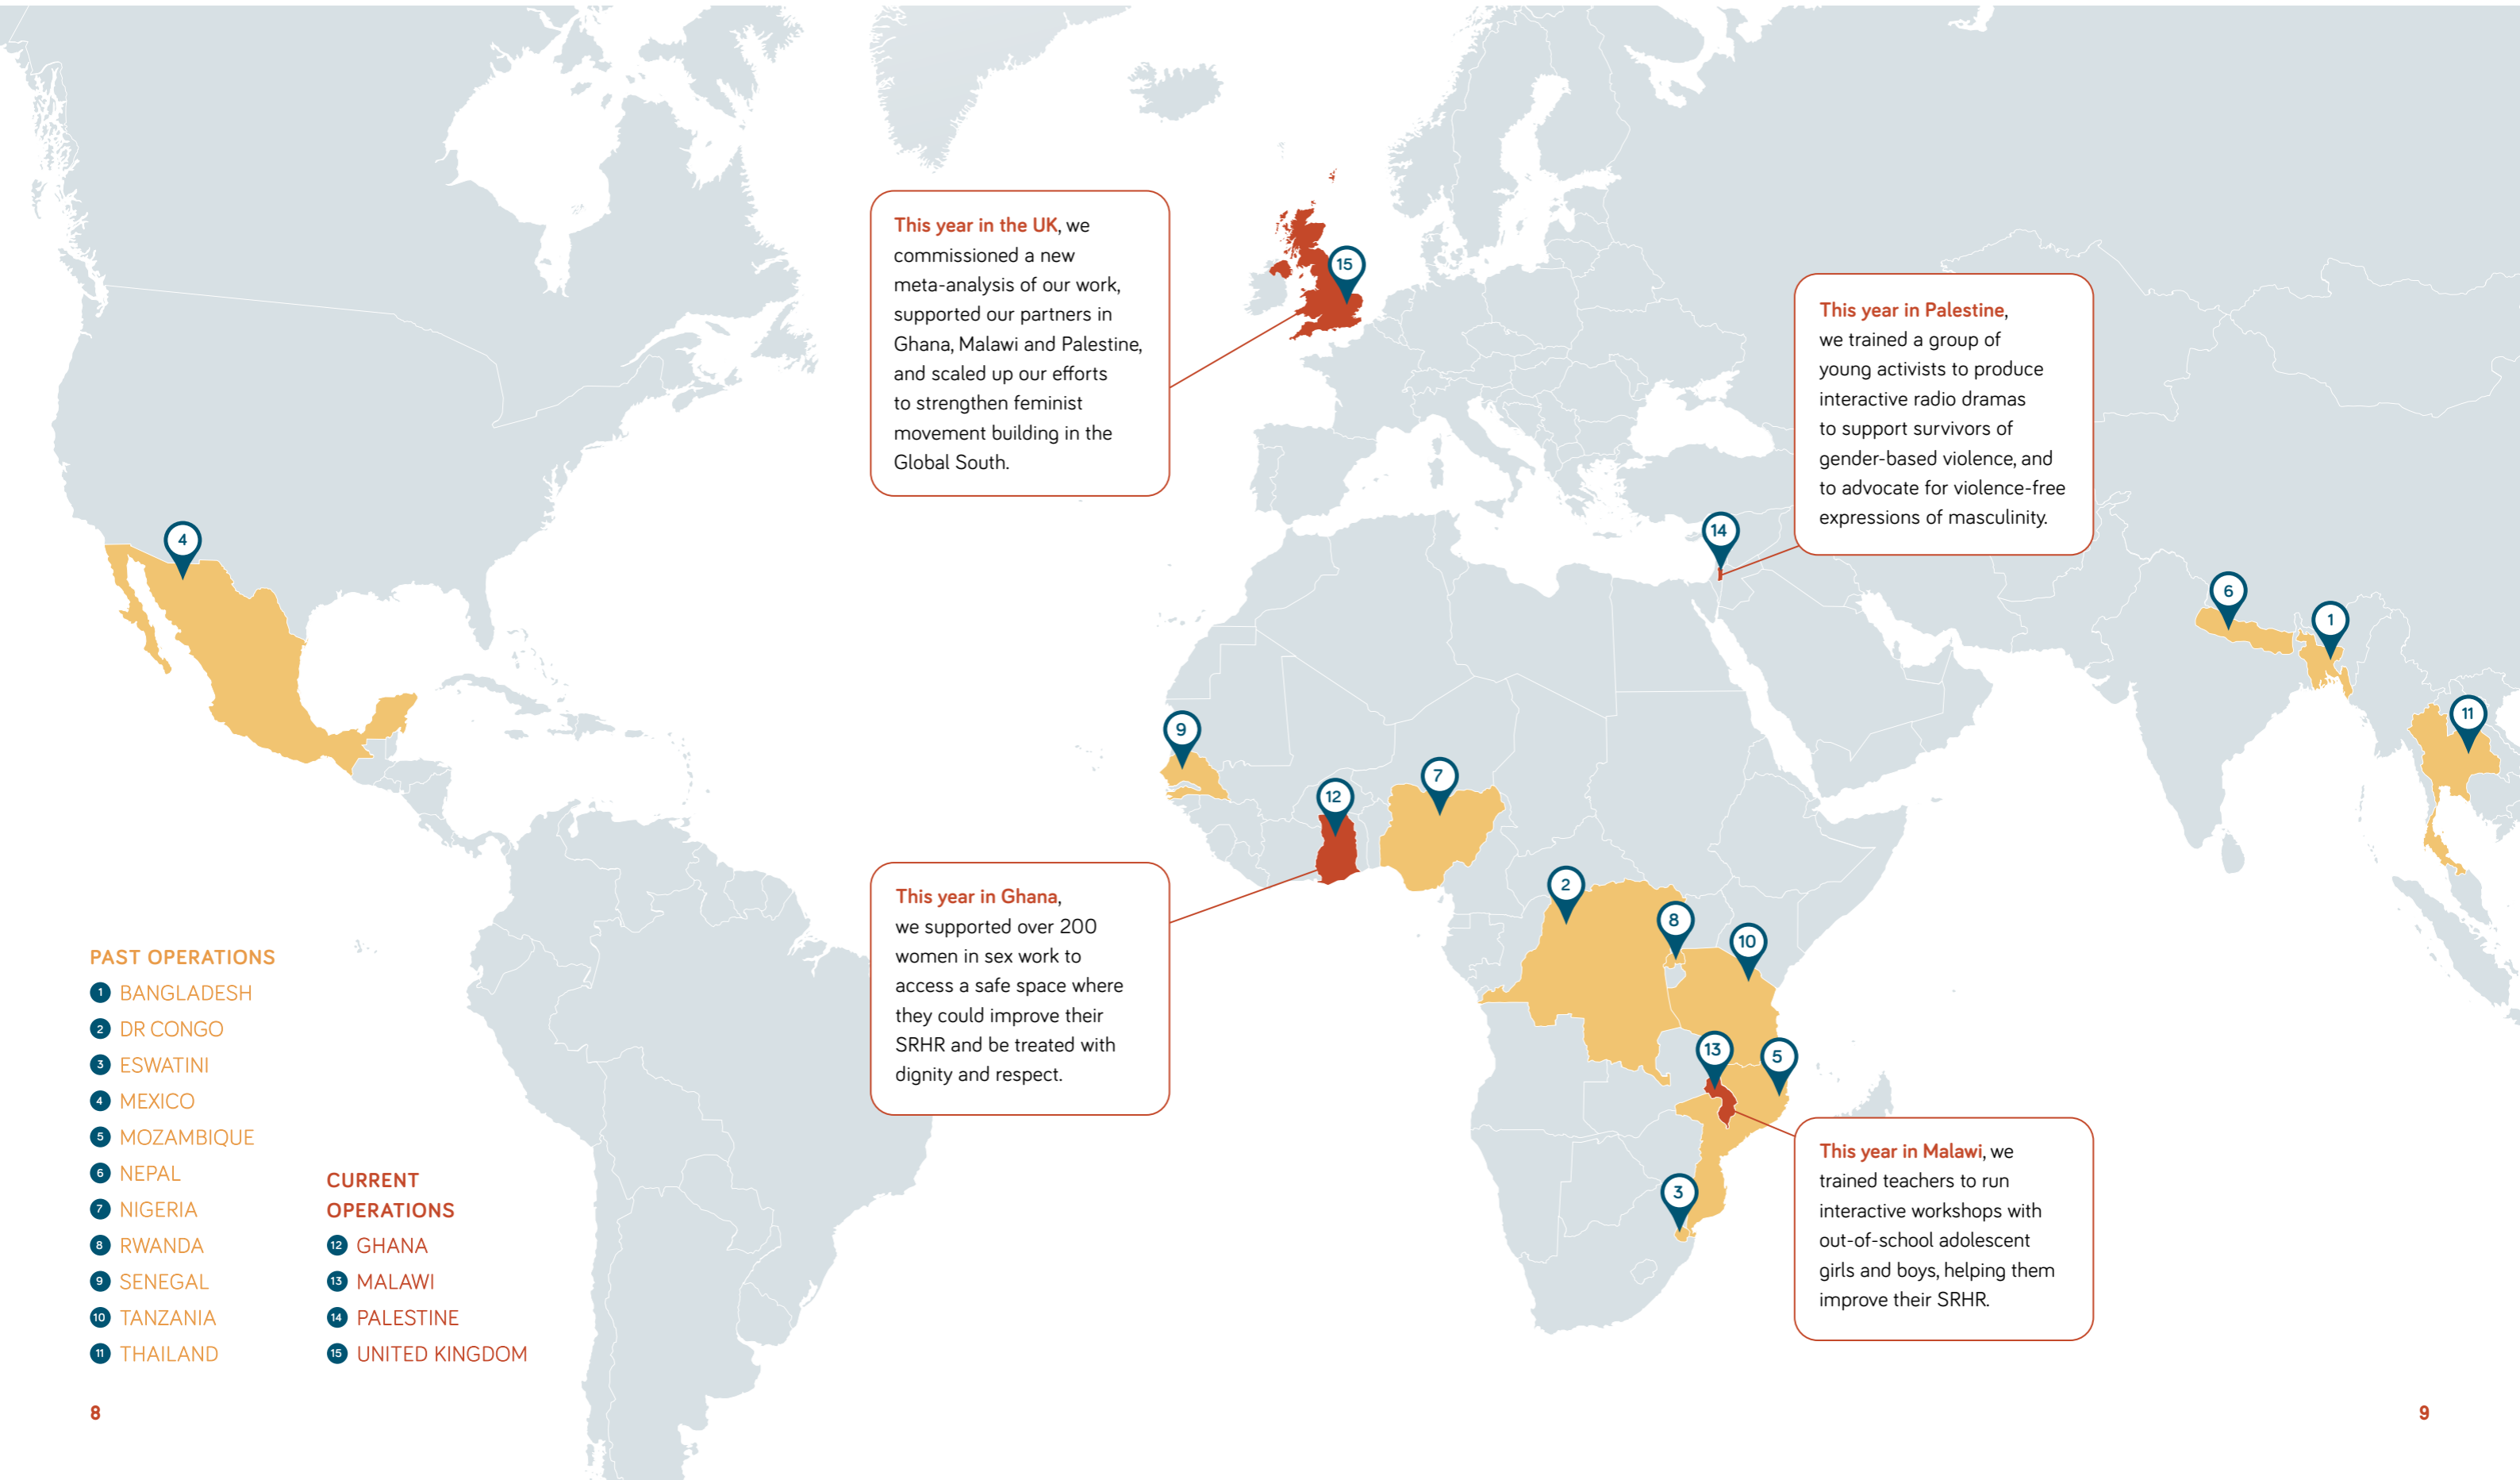 This year in the UK, we
commissioned a new
meta-analysis of our work,
supported our partners in
Ghana, Malawi and Palestine,
and scaled up our efforts
to strengthen feminist
movement building in the
Global South.
15
This year in Palestine,
we trained a group of
young activists to produce
interactive radio dramas
to support survivors of
gender-based violence, and
to advocate for violence-free
expressions of masculinity.
4
14
6
1
11
9
7
12
2
8
10
13
5
3
This year in Ghana,
we supported over 200
women in sex work to
access a safe space where
they could improve their
SRHR and be treated with
dignity and respect.
This year in Malawi, we
trained teachers to run
interactive workshops with
out-of-school adolescent
girls and boys, helping them
improve their SRHR.
PAST OPERATIONS
1 BANGLADESH
2 DR CONGO
3 ESWATINI
4 MEXICO
5 MOZAMBIQUE
6 NEPAL
7 NIGERIA
8 RWANDA
9 SENEGAL
10 TANZANIA
11 THAILAND
CURRENT
OPERATIONS
12 GHANA
13 MALAWI
14 PALESTINE
15 UNITED KINGDOM
8
9